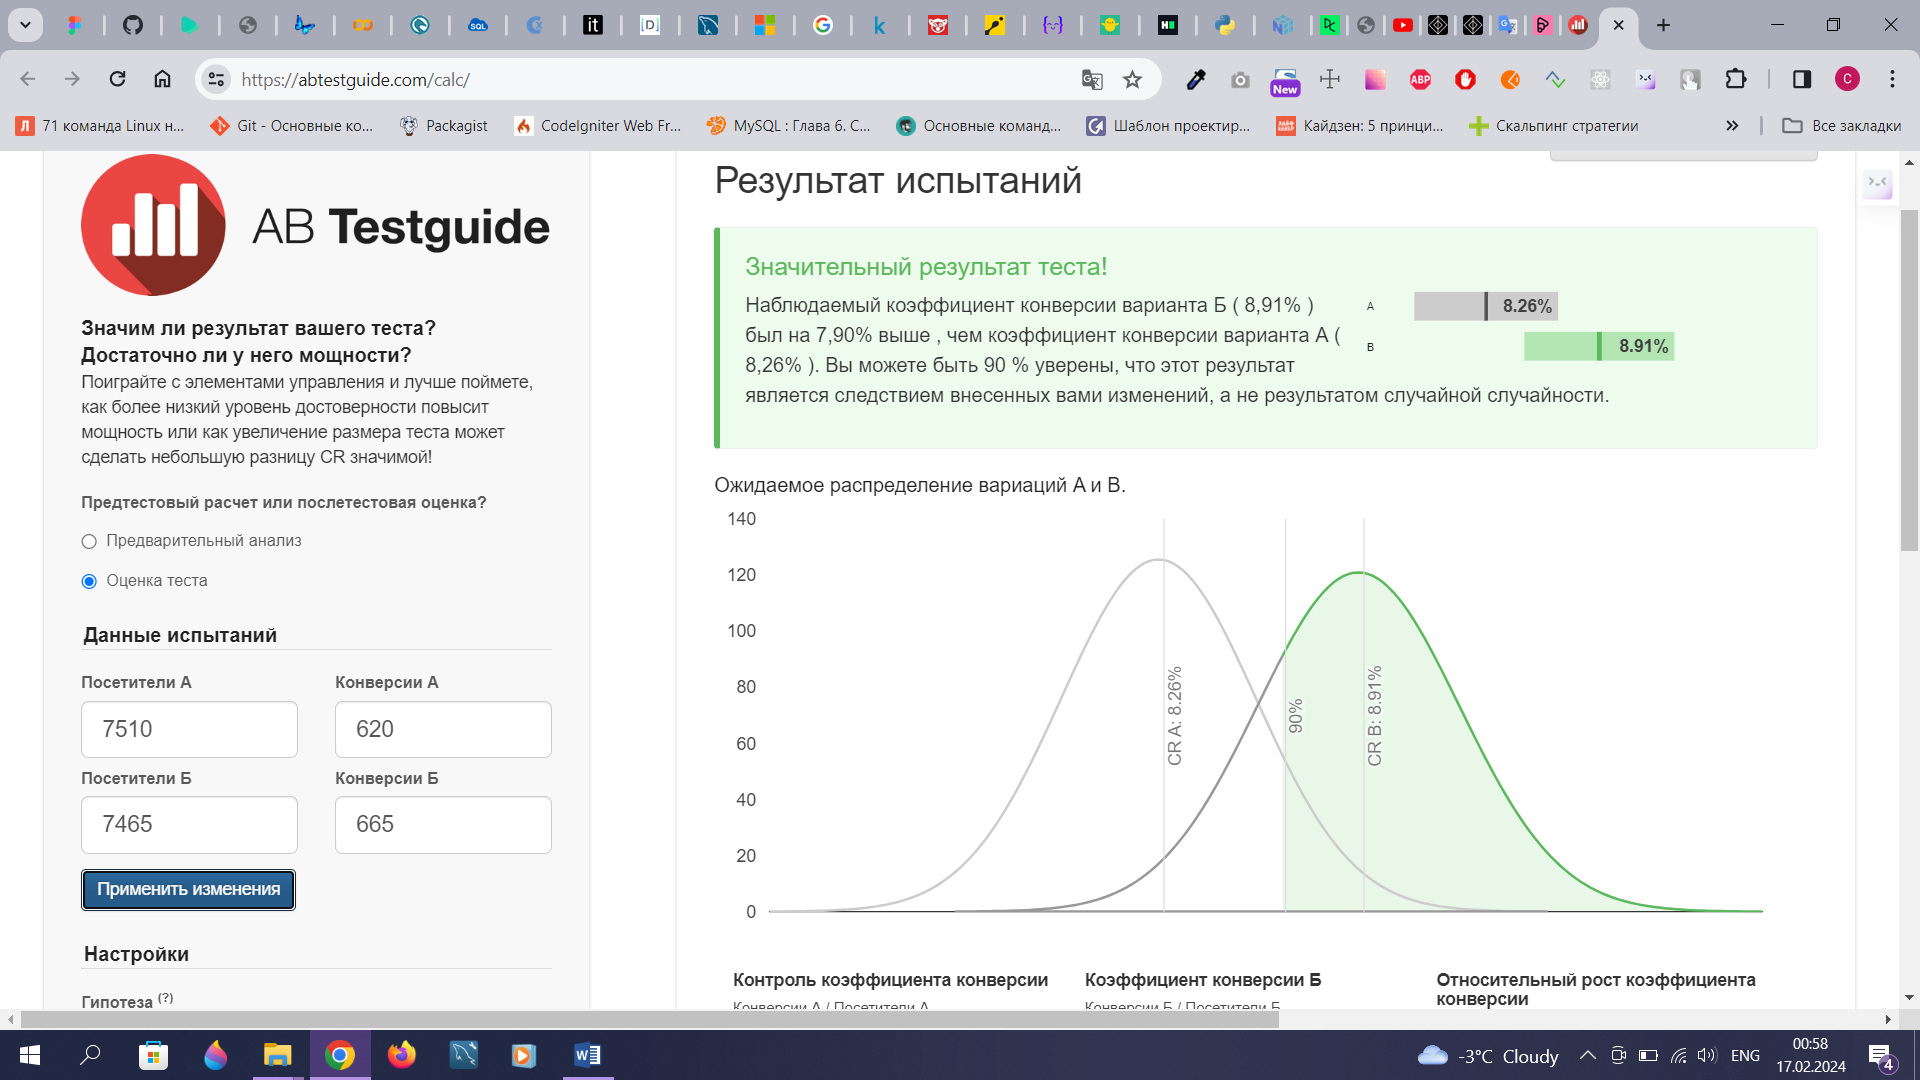 https://abtestguide.com/calc/
New
ABP
C
71 команда Linux н...
Git - Основные ко...
Packagist
CodeIgniter Web Fr...
MySQL : Глава 6. С...
Основные команд...
Шаблон проектир...
Кайдзен: 5 принци...
Скальпинг стратегии
Все закладки
AB Testguide
Значим ли результат вашего теста?
Достаточно ли у него мощности?
Поиграйте с элементами управления и лучше поймете,
как более низкий уровень достоверности повысит
мощность или как увеличение размера теста может
сделать небольшую разницу CR значимой!
Предтестовый расчет или послетестовая оценка?
Предварительный анализ
Оценка теста
Данные испытаний
Посетители А
Конверсии А
7510
620
Посетители Б
Конверсии Б
7465
665
Применить изменения
Настройки
Гипотеза (?)
Результат испытаний
Значительный результат теста!
Наблюдаемый коэффициент конверсии варианта Б ( 8,91% )
был на 7,90% выше , чем коэффициент конверсии варианта А (
8,26% ). Вы можете быть 90 % уверены, что этот результат
является следствием внесенных вами изменений, а не результатом случайной случайности.
A
8.26%
B
8.91%
Ожидаемое распределение вариаций А и В.
140
120
100
80
60
40
20
0
CR A: 8.26%
90%
CR B: 8.91%
Контроль коэффициента конверсии
Конверсии А / Посетители А
Коэффициент конверсии Б
Конверсии Б / Посетители Б
Относительный рост коэффициента
конверсии
-3°C Cloudy
ENG
00:58
17.02.2024
4